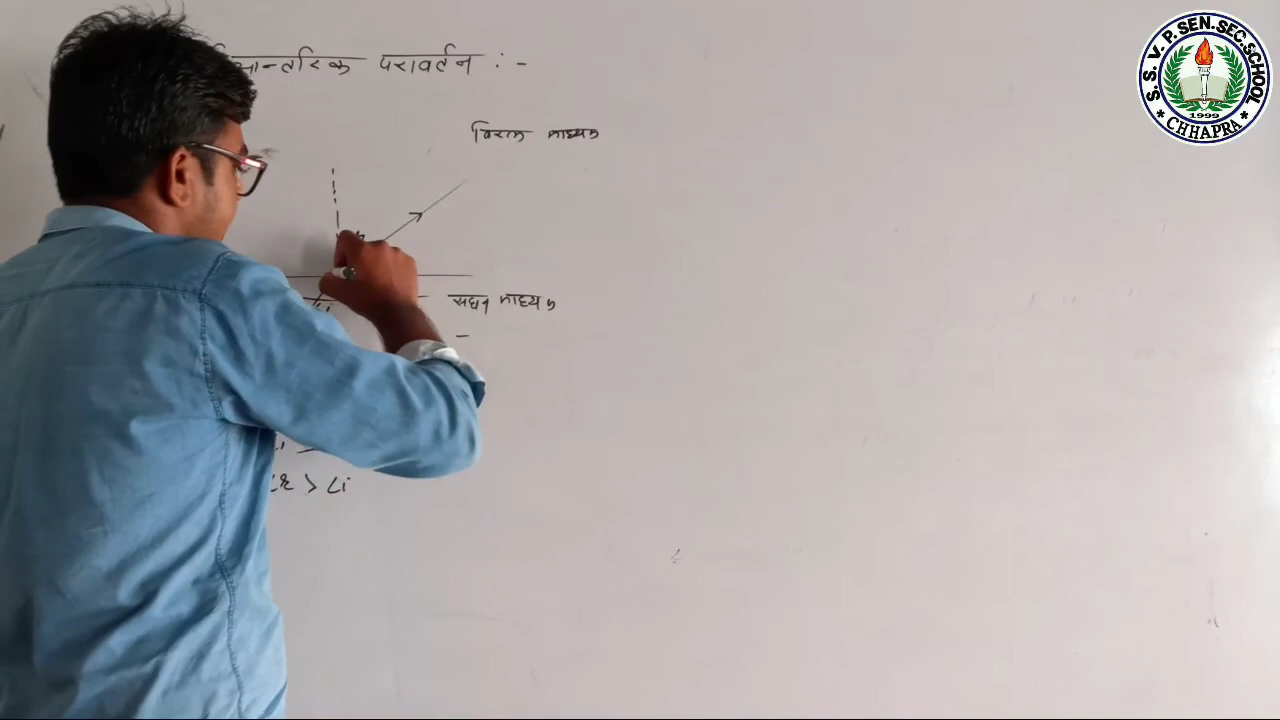 आन्तरिक परावर्तन :-
विरल माध्यम
सघन माध्यम
∠r > ∠i
S. S. V. P. SEN. SEC. SCHOOL
1999
* CHHAPRA *